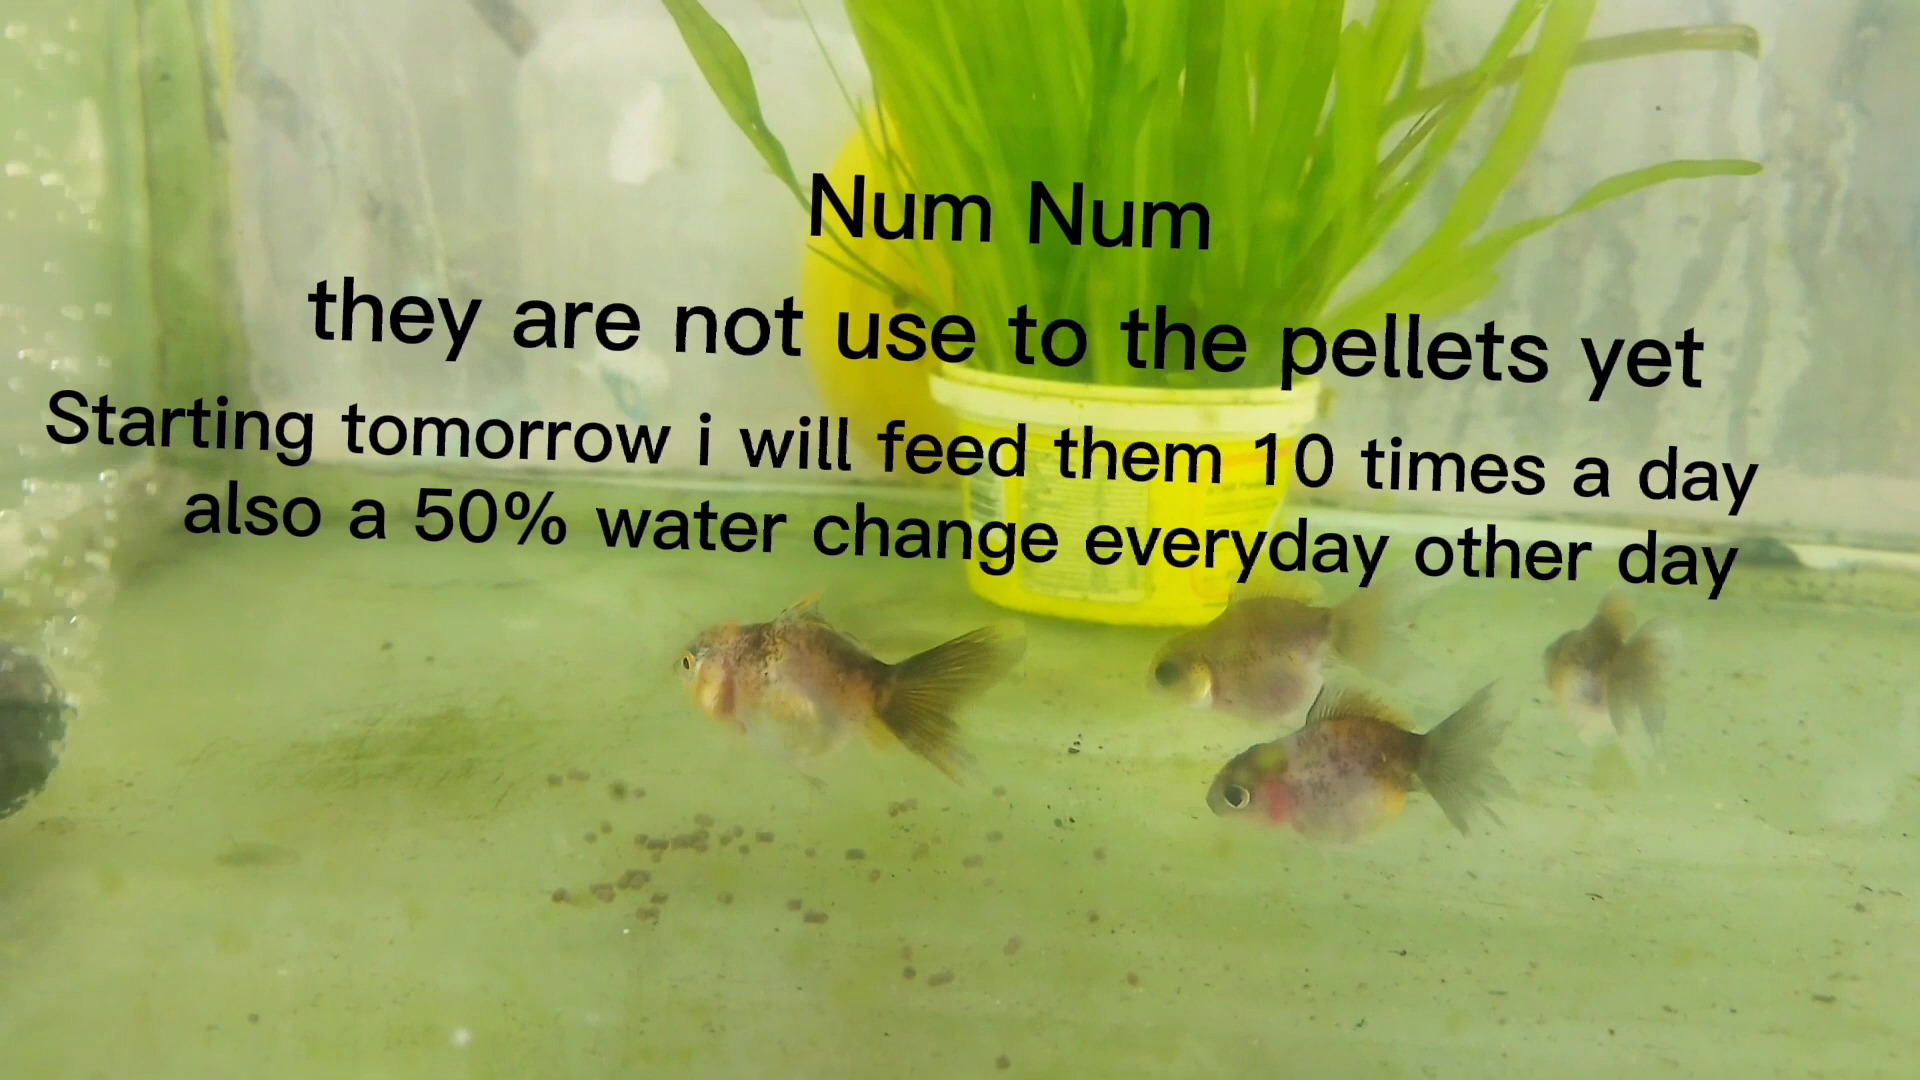 Num Num
they are not use to the pellets yet
Starting tomorrow i will feed them 10 times a day
also a 50% water change everyday other day